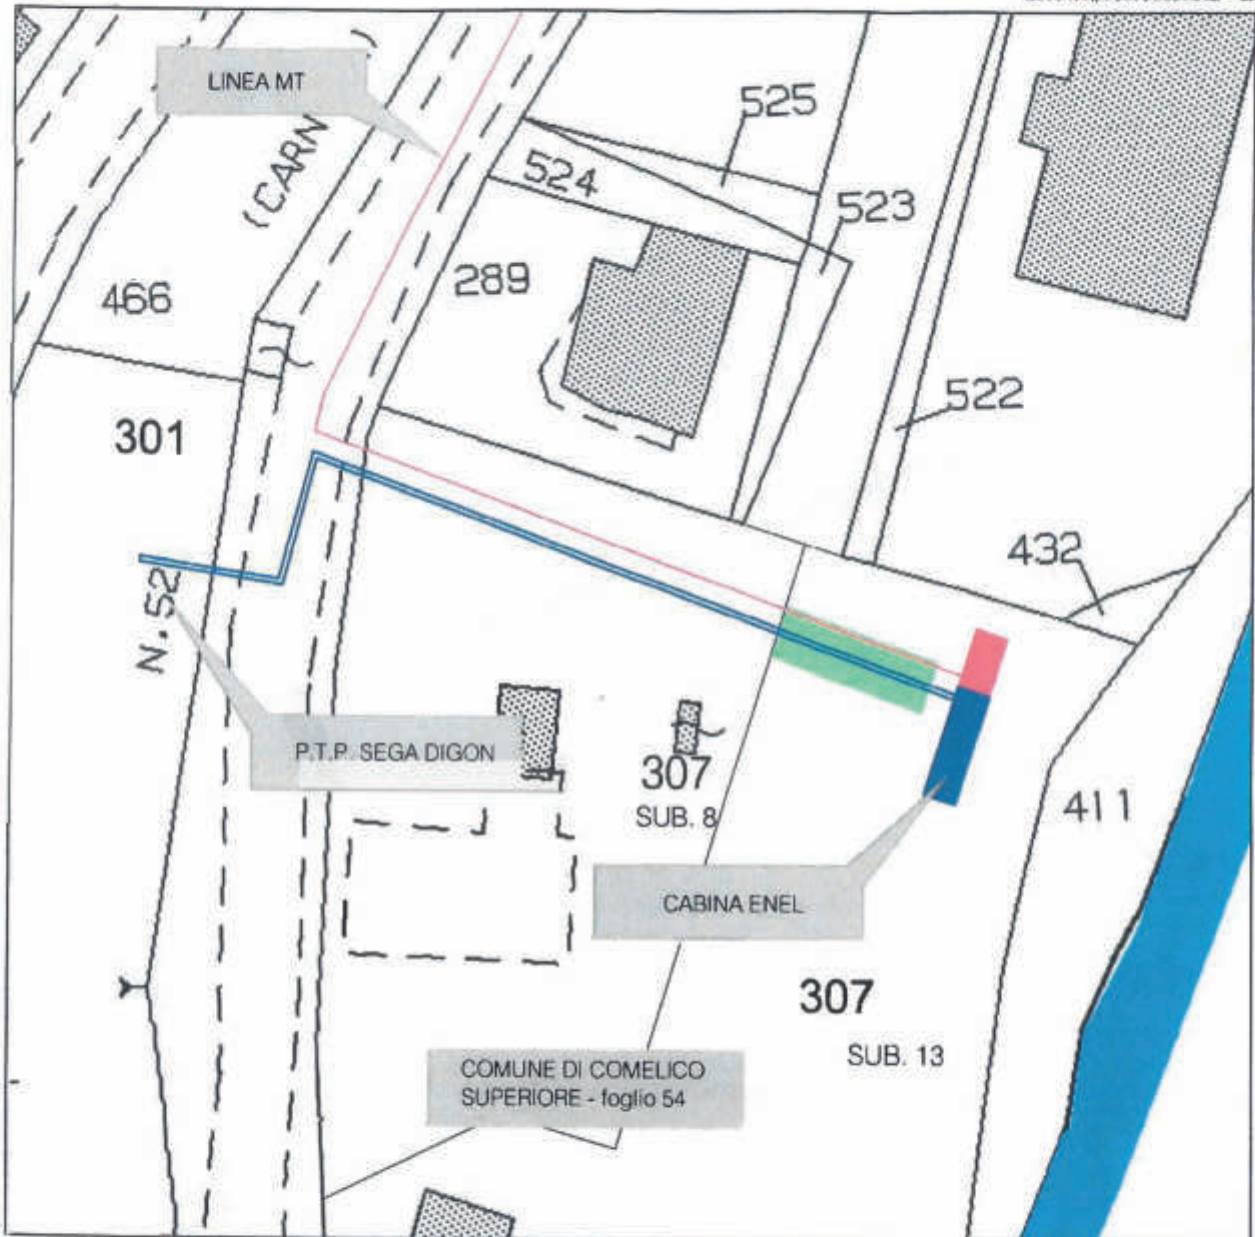 LINEA MT
(CARN
525
524
523
289
466
522
301
432
N. 52
P.T.P. SEGA DIGON
307
SUB. 8
411
CABINA ENEL
307
SUB. 13
COMUNE DI COMELICO
SUPERIORE - foglio 54